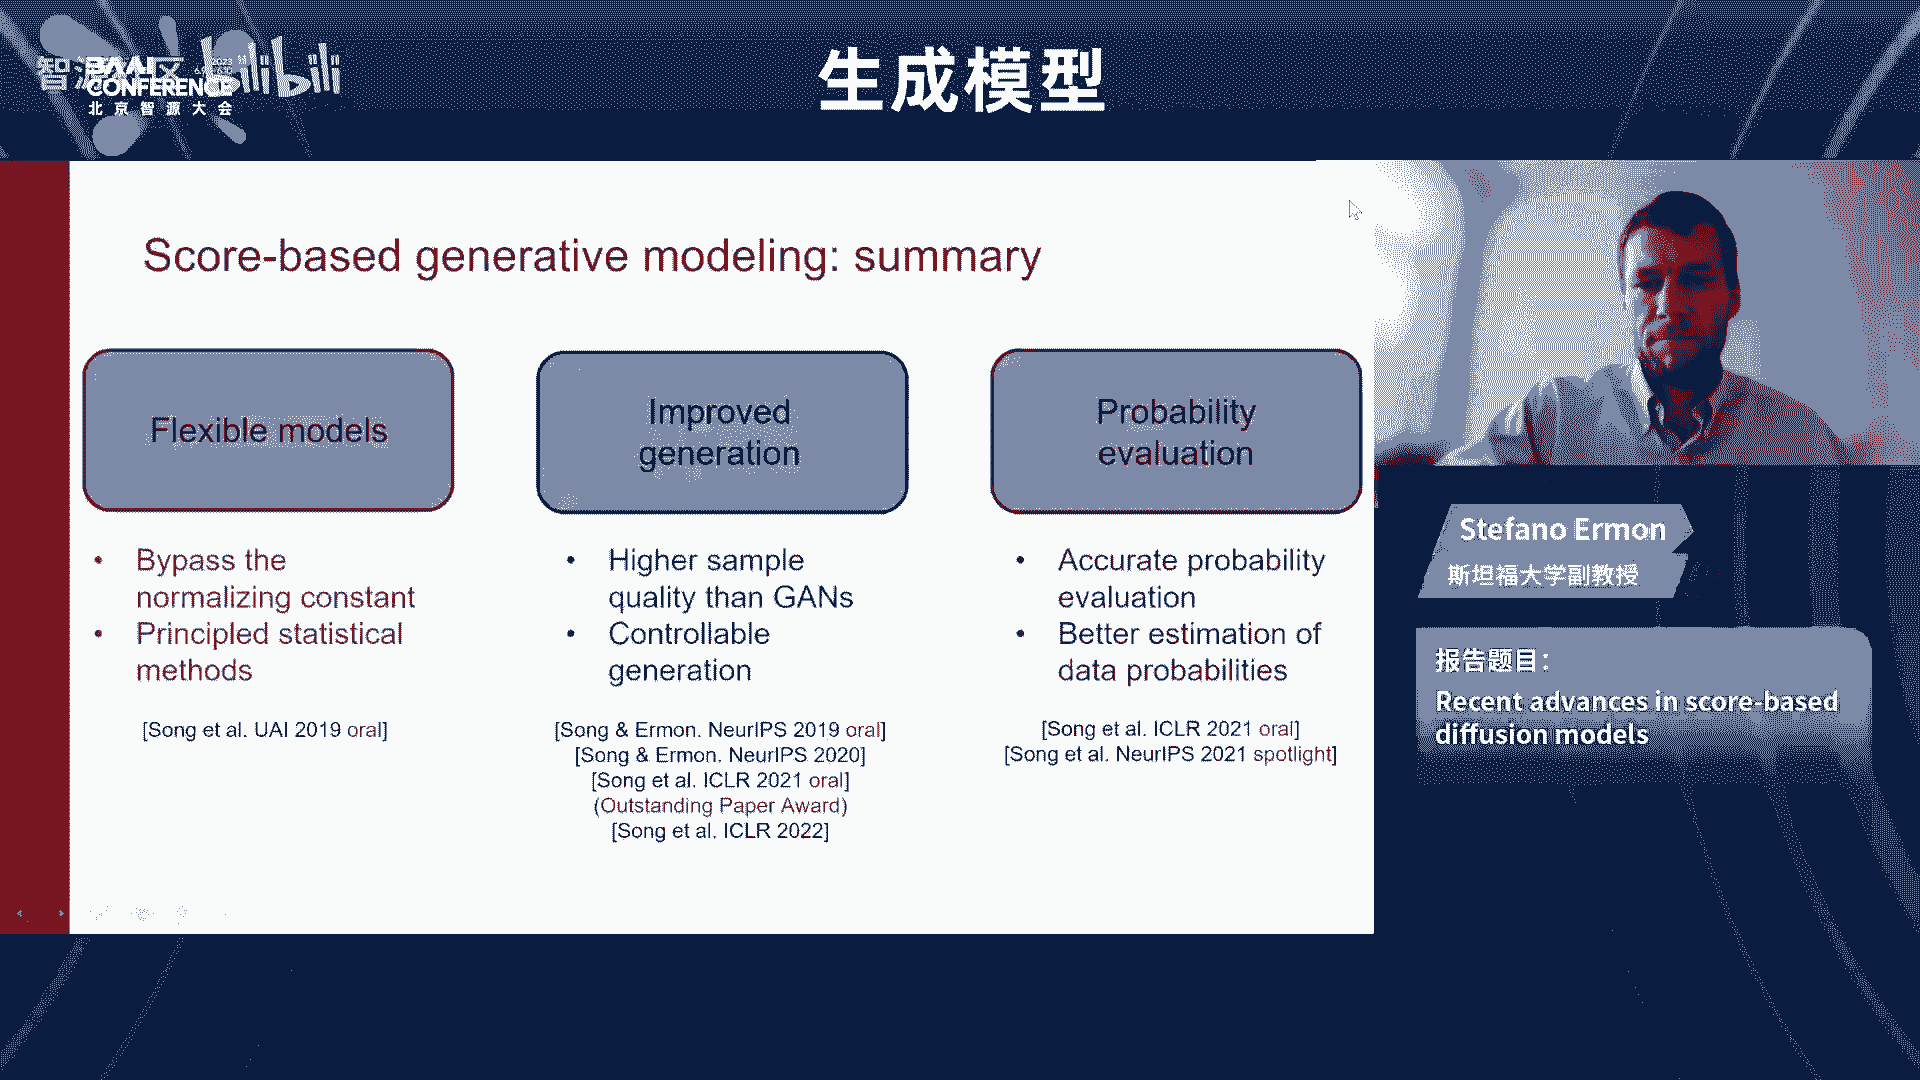 智源社区
bilibili
BAAI
2023
CONFERENCE
北京智源大会
生成模型
Score-based generative modeling: summary
Flexible models
• Bypass the
normalizing constant
• Principled statistical
methods
[Song et al. UAI 2019 oral]
Improved
generation
• Higher sample
quality than GANs
• Controllable
generation
[Song & Ermon. NeurIPS 2019 oral]
[Song & Ermon. NeurIPS 2020]
[Song et al. ICLR 2021 oral]
(Outstanding Paper Award)
[Song et al. ICLR 2022]
Probability
evaluation
• Accurate probability
evaluation
• Better estimation of
data probabilities
[Song et al. ICLR 2021 oral]
[Song et al. NeurIPS 2021 spotlight]
Stefano Ermon
斯坦福大学副教授
报告题目：
Recent advances in score-based
diffusion models